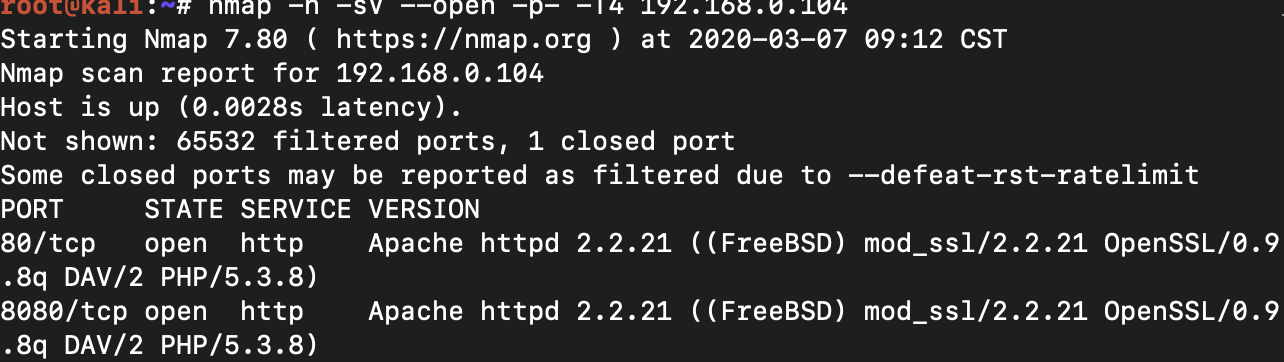 root@kali:~# nmap -n -sV --open -p- -T4 192.168.0.104
Starting Nmap 7.80 ( https://nmap.org ) at 2020-03-07 09:12 CST
Nmap scan report for 192.168.0.104
Host is up (0.0028s latency).
Not shown: 65532 filtered ports, 1 closed port
Some closed ports may be reported as filtered due to --defeat-rst-ratelimit
PORT     STATE SERVICE VERSION
80/tcp   open  http    Apache httpd 2.2.21 ((FreeBSD) mod_ssl/2.2.21 OpenSSL/0.9
.8q DAV/2 PHP/5.3.8)
8080/tcp open  http    Apache httpd 2.2.21 ((FreeBSD) mod_ssl/2.2.21 OpenSSL/0.9
.8q DAV/2 PHP/5.3.8)